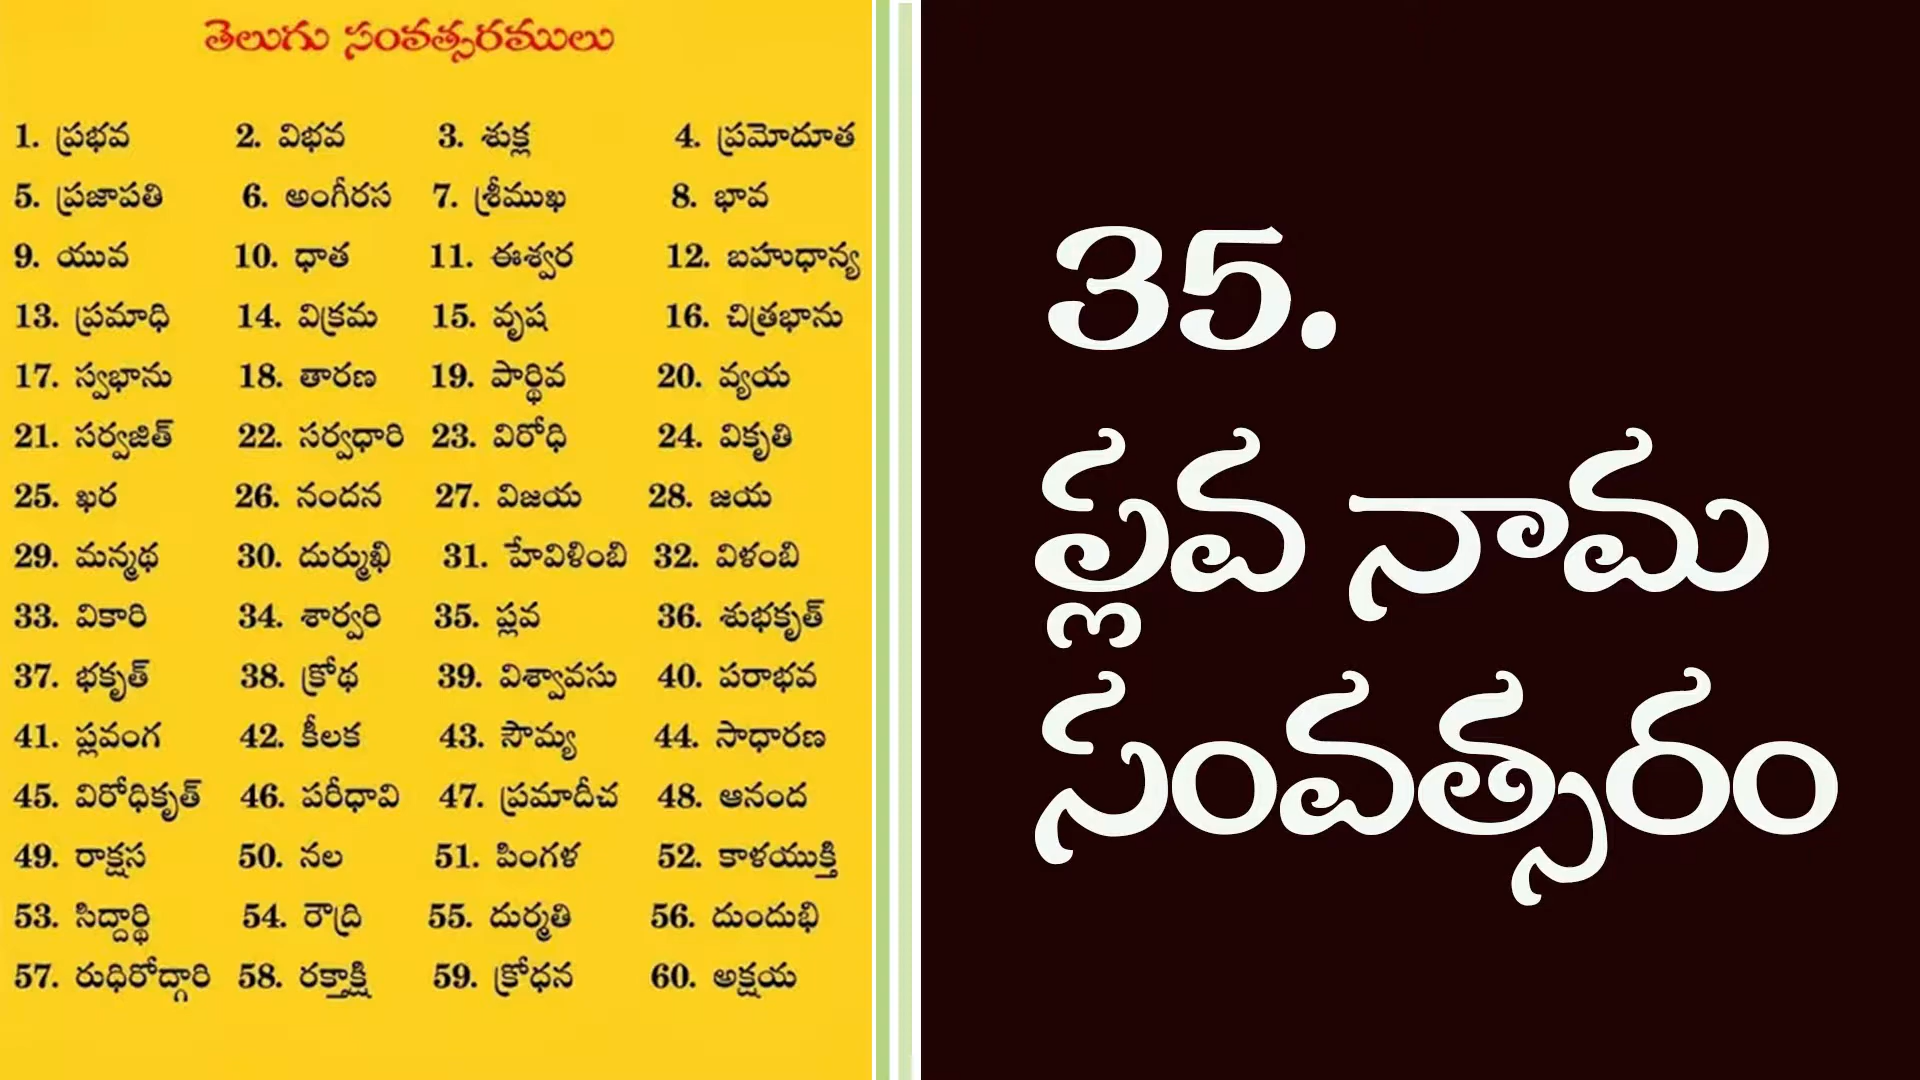 తెలుగు సంవత్సరములు
1. ప్రభవ 2. విభవ 3. శుక్ల 4. ప్రమోదూత
5. ప్రజాపతి 6. అంగీరస 7. శ్రీముఖ 8. భావ
9. యువ 10. ధాత 11. ఈశ్వర 12. బహుధాన్య
13. ప్రమాధి 14. విక్రమ 15. వృష 16. చిత్రభాను
17. స్వభాను 18. తారణ 19. పార్థివ 20. వ్యయ
21. సర్వజిత్ 22. సర్వధారి 23. విరోధి 24. వికృతి
25. ఖర 26. నందన 27. విజయ 28. జయ
29. మన్మథ 30. దుర్ముఖి 31. హేవిళింబి 32. విళంబి
33. వికారి 34. శార్వరి 35. ప్లవ 36. శుభకృత్
37. భకృత్ 38. క్రోథ 39. విశ్వావసు 40. పరాభవ
41. ప్లవంగ 42. కీలక 43. సౌమ్య 44. సాధారణ
45. విరోధికృత్ 46. పరీధావి 47. ప్రమాదీచ 48. ఆనంద
49. రాక్షస 50. నల 51. పింగళ 52. కాళయుక్తి
53. సిద్ధార్థి 54. రౌద్రి 55. దుర్మతి 56. దుందుభి
57. రుధిరోద్గారి 58. రక్తాక్షి 59. క్రోధన 60. అక్షయ
35.
ప్లవ నామ
సంవత్సరం